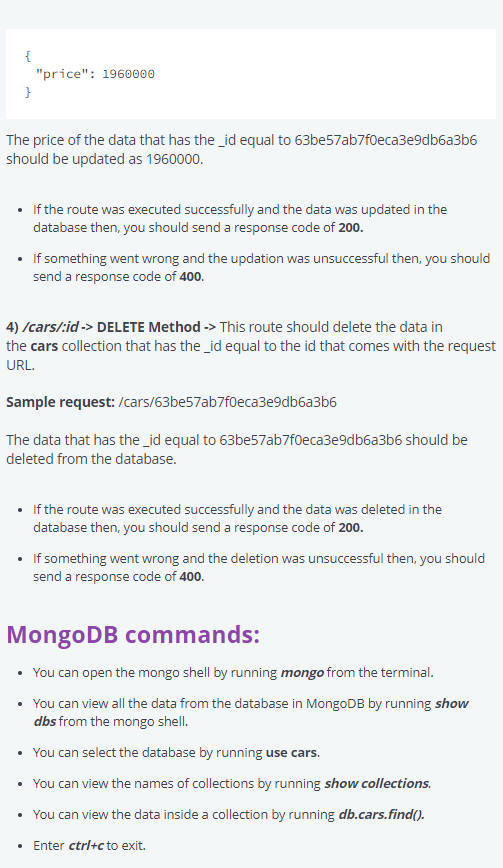 {
"price": 1960000
}
The price of the data that has the _id equal to 63be57ab7f0eca3e9db6a3b6
should be updated as 1960000.
• If the route was executed successfully and the data was updated in the
database then, you should send a response code of 200.
• If something went wrong and the updation was unsuccessful then, you should
send a response code of 400.
4) /cars/:id -> DELETE Method -> This route should delete the data in
the cars collection that has the _id equal to the id that comes with the request
URL.
Sample request: /cars/63be57ab7f0eca3e9db6a3b6
The data that has the _id equal to 63be57ab7f0eca3e9db6a3b6 should be
deleted from the database.
• If the route was executed successfully and the data was deleted in the
database then, you should send a response code of 200.
• If something went wrong and the deletion was unsuccessful then, you should
send a response code of 400.
MongoDB commands:
• You can open the mongo shell by running mongo from the terminal.
• You can view all the data from the database in MongoDB by running show
dbs from the mongo shell.
• You can select the database by running use cars.
• You can view the names of collections by running show collections.
• You can view the data inside a collection by running db.cars.find().
• Enter ctrl+c to exit.